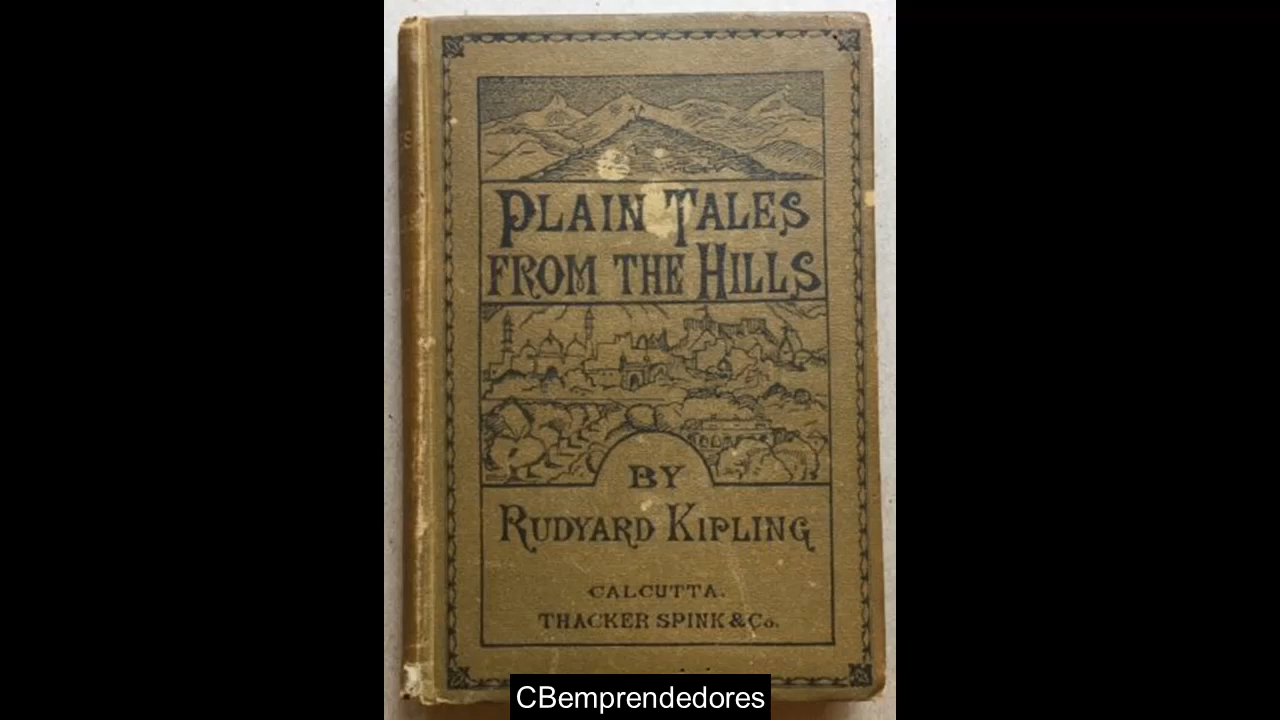 PLAIN TALES
FROM THE HILLS
BY
RUDYARD KIPLING
CALCUTTA.
THACKER SPINK & Co.
CBemprendedores